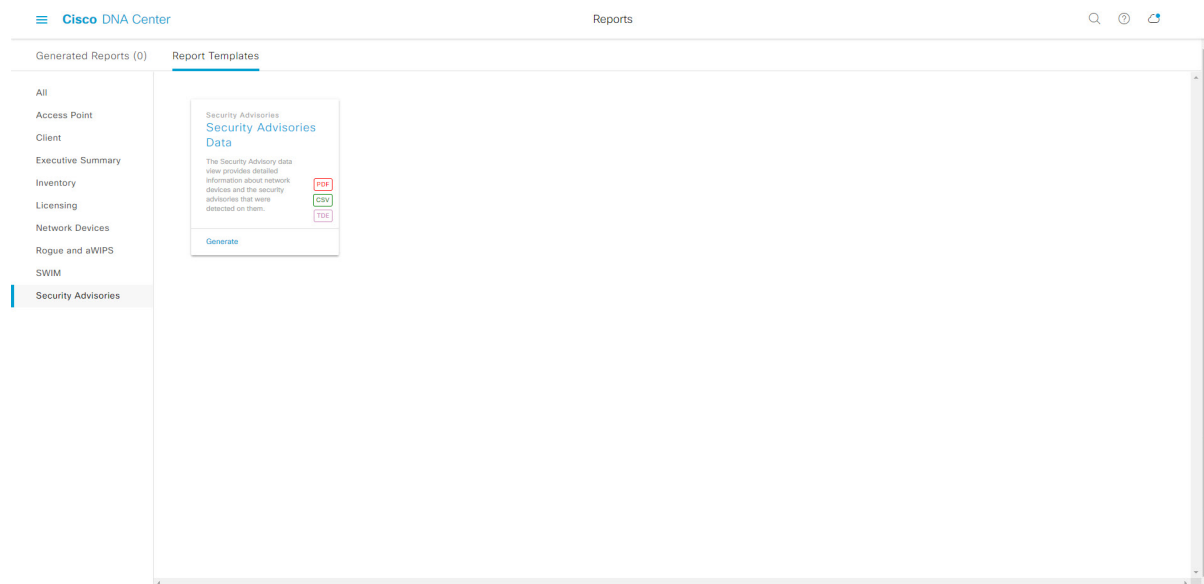 Cisco DNA Center
Reports
Generated Reports (0)
Report Templates
All
Access Point
Client
Executive Summary
Inventory
Licensing
Network Devices
Rogue and aWIPS
SWIM
Security Advisories
Security Advisories
Security Advisories
Data
The Security Advisory data
view provides detailed
information about network
devices and the security
advisories that were
detected on them.
PDF
CSV
TDE
Generate